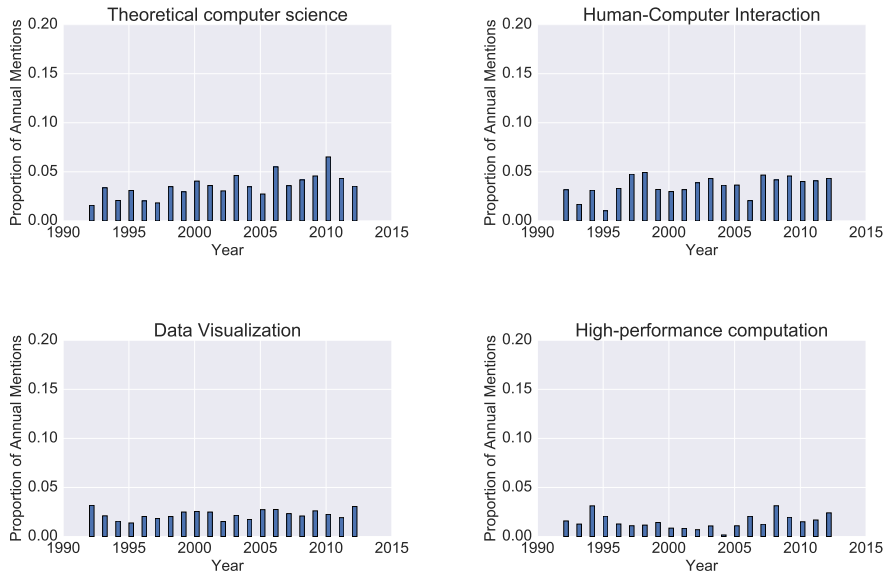 Theoretical computer science
0.20
0.15
0.10
0.05
0.00
Proportion of Annual Mentions
1990 1995 2000 2005 2010 2015
Year
Human-Computer Interaction
0.20
0.15
0.10
0.05
0.00
Proportion of Annual Mentions
1990 1995 2000 2005 2010 2015
Year
Data Visualization
0.20
0.15
0.10
0.05
0.00
Proportion of Annual Mentions
1990 1995 2000 2005 2010 2015
Year
High-performance computation
0.20
0.15
0.10
0.05
0.00
Proportion of Annual Mentions
1990 1995 2000 2005 2010 2015
Year